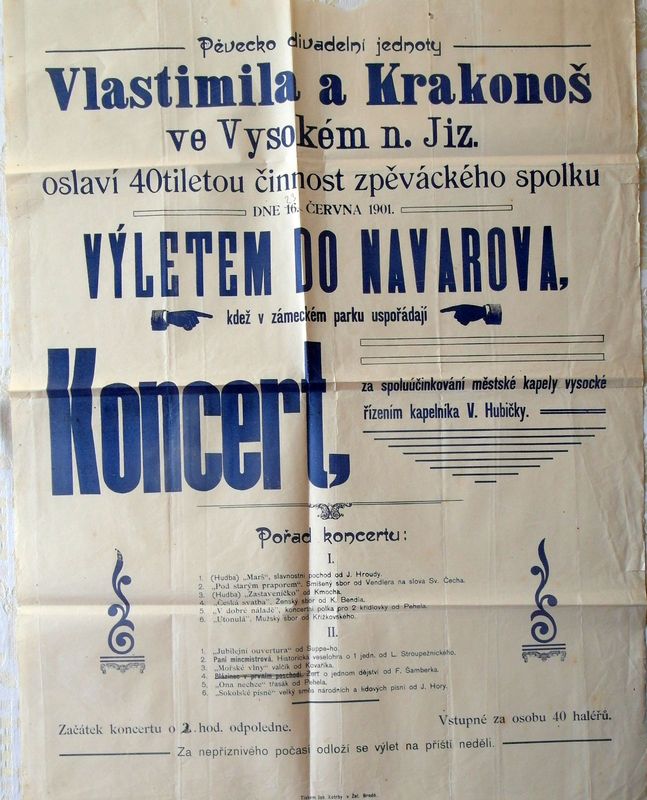 Pěvecko divadelní jednoty
Vlastimila a Krakonoš
ve Vysokém n. Jiz.
oslaví 40tiletou činnost zpěváckého spolku
DNE 16. ČERVNA 1901.
VÝLETEM DO NAVAROVA,
kdež v zámeckém parku uspořádají
Koncert,
za spoluúčinkování městské kapely vysocké
řízením kapelníka V. Hubičky.
Pořad koncertu:
I.
1. (Hudba) „Marš“, slavnostní pochod od J. Hroudy.
2. „Pod starým praporem“. Smíšený sbor od Vendlera na slova Sv. Čecha.
3. (Hudba) „Zastaveníčko“ od Kmocha.
4. „Česká svatba“. Ženský sbor od K. Bendla.
5. „V dobré náladě“, koncertní polka pro 2 křídlovky od Pehela.
6. „Utonulá“. Mužský sbor od Křížkovského.
II.
1. „Jubilejní ouvertura“ od Suppe-ho.
2. Paní mincmistrová. Historická veselohra o 1 jedn. od L. Stroupežnického.
3. „Mořské vlny“ valčík od Kovaříka.
4. Blázinec v prvním poschodí. Žert o jednom dějství od F. Šamberka.
5. „Ona nechce“ třasák od Pehela.
6. „Sokolské písně“ velký směs národních a lidových písní od J. Hory.
Začátek koncertu o 2. hod. odpoledne.
Vstupné za osobu 40 haléřů.
Za nepříznivého počasí odloží se výlet na příští neděli.
Tiskem Jos. Kotrby v Žel. Brodě.